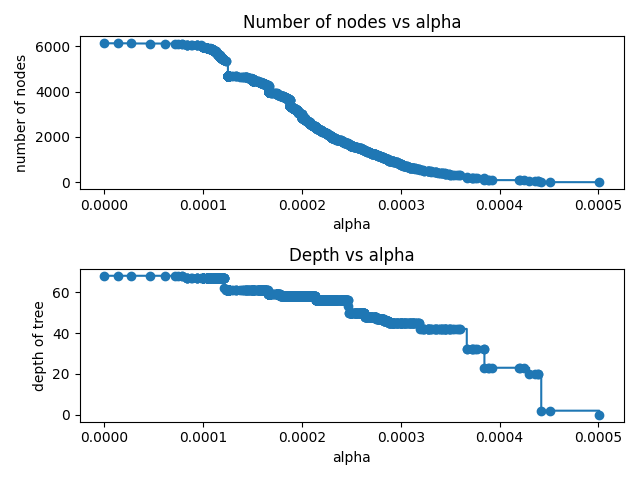 Number of nodes vs alpha
number of nodes
6000
4000
2000
0
0.0000 0.0001 0.0002 0.0003 0.0004 0.0005
alpha
Depth vs alpha
depth of tree
60
40
20
0
0.0000 0.0001 0.0002 0.0003 0.0004 0.0005
alpha